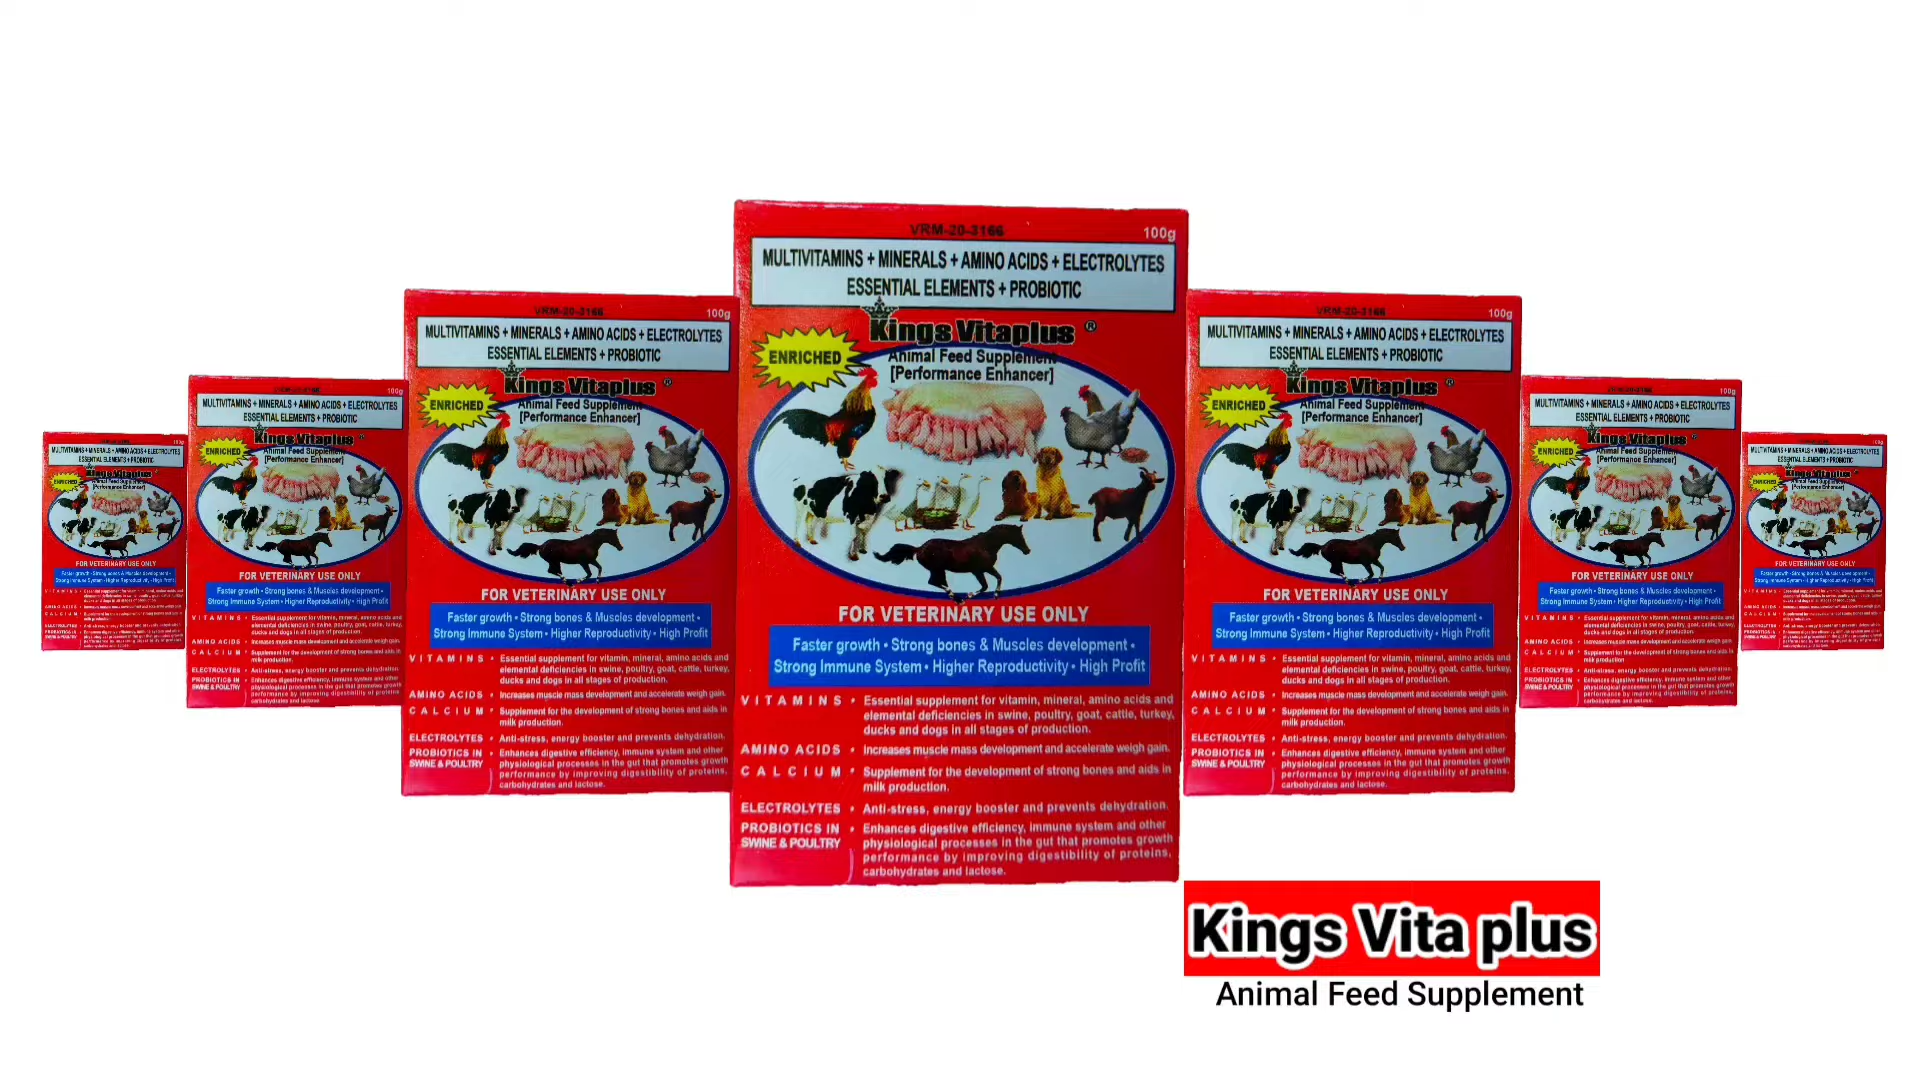 VRM-20-3166
100g
MULTIVITAMINS + MINERALS + AMINO ACIDS + ELECTROLYTES
ESSENTIAL ELEMENTS + PROBIOTIC
Kings Vitaplus ®
ENRICHED
Animal Feed Supplement
[Performance Enhancer]
FOR VETERINARY USE ONLY
Faster growth • Strong bones & Muscles development •
Strong Immune System • Higher Reproductivity • High Profit
VITAMINS • Essential supplement for vitamin, mineral, amino acids and
elemental deficiencies in swine, poultry, goat, cattle, turkey,
ducks and dogs in all stages of production.
AMINO ACIDS • Increases muscle mass development and accelerate weigh gain.
CALCIUM • Supplement for the development of strong bones and aids in
milk production.
ELECTROLYTES • Anti-stress, energy booster and prevents dehydration.
PROBIOTICS IN • Enhances digestive efficiency, immune system and other
SWINE & POULTRY physiological processes in the gut that promotes growth
performance by improving digestibility of proteins,
carbohydrates and lactose.
Kings Vita plus
Animal Feed Supplement